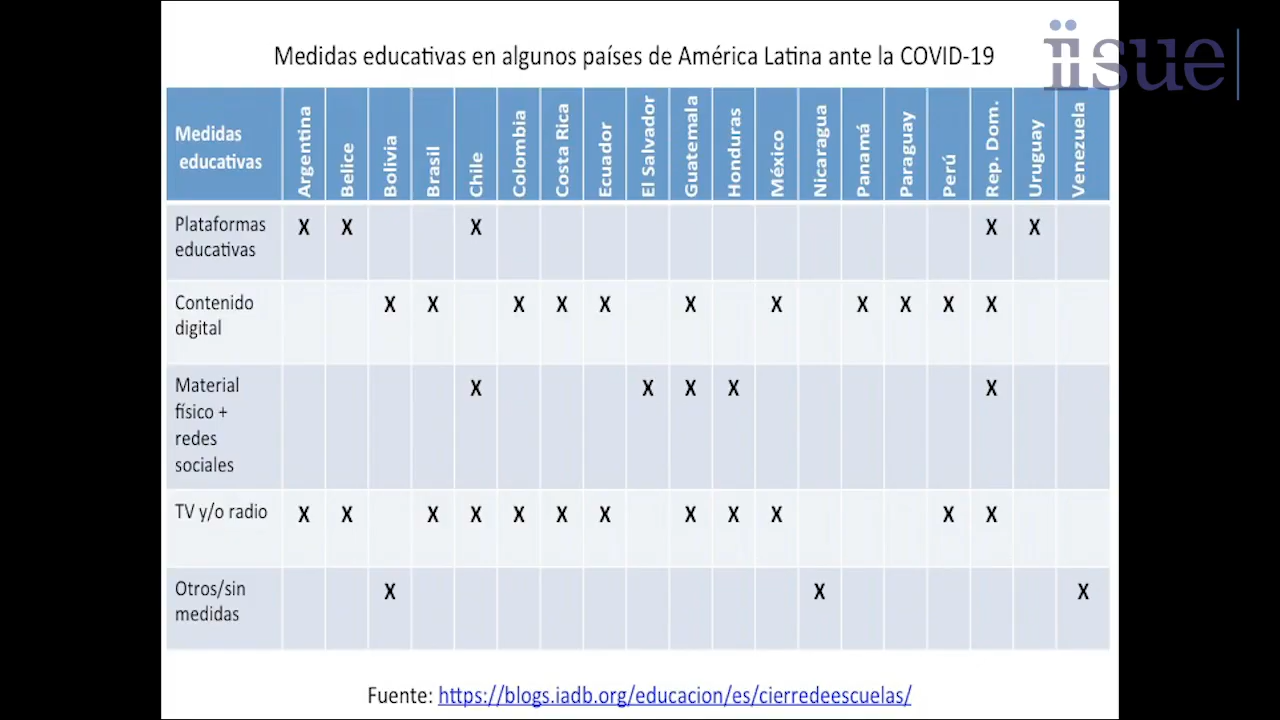 iisue
Medidas educativas en algunos países de América Latina ante la COVID-19
Medidas
educativas
Argentina
Belice
Bolivia
Brasil
Chile
Colombia
Costa Rica
Ecuador
El Salvador
Guatemala
Honduras
México
Nicaragua
Panamá
Paraguay
Perú
Rep. Dom.
Uruguay
Venezuela
Plataformas
educativas
X X X X X
Contenido
digital
X X X X X X X X X X X
Material
físico +
redes
sociales
X X X X X
TV y/o radio
X X X X X X X X X X X X
Otros/sin
medidas
X X X
Fuente: https://blogs.iadb.org/educacion/es/cierredeescuelas/